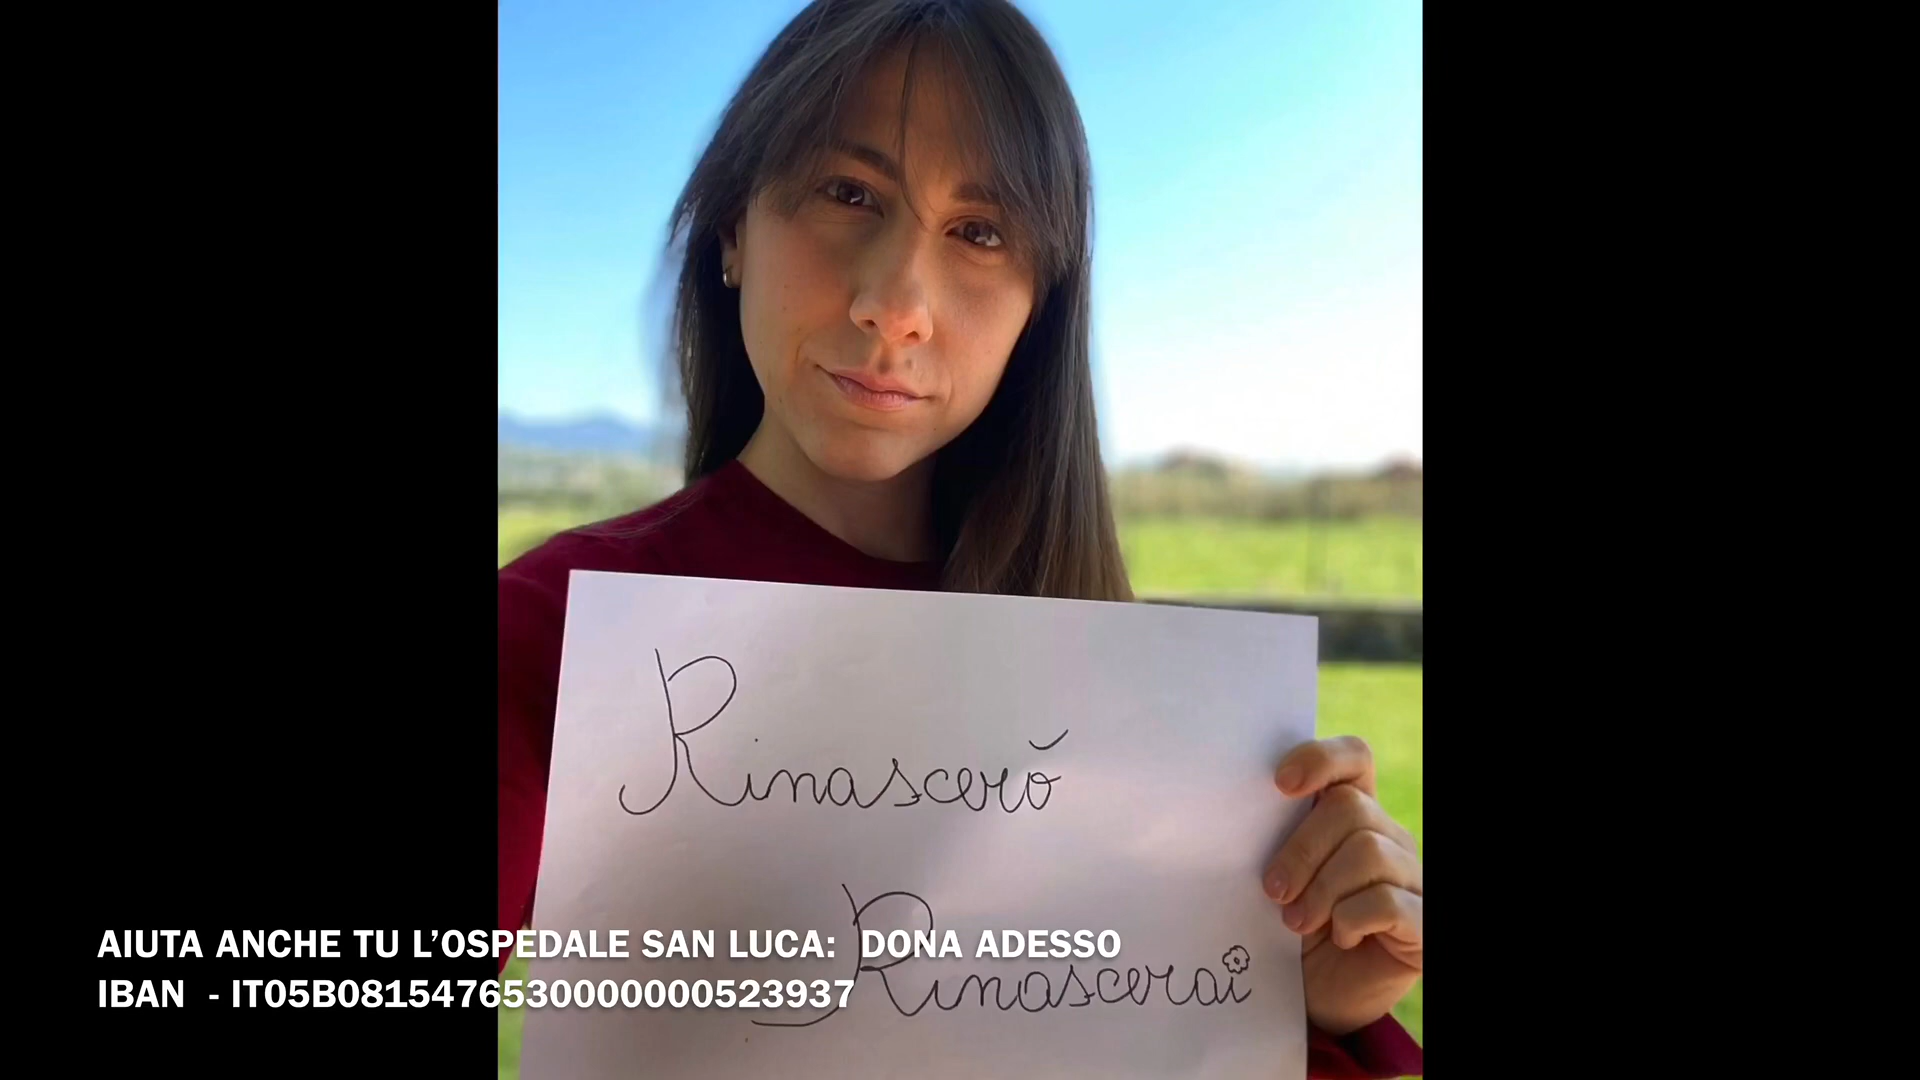 Rinascerò
Rinascerai
AIUTA ANCHE TU L’OSPEDALE SAN LUCA: DONA ADESSO
IBAN - IT05B0815476530000000523937